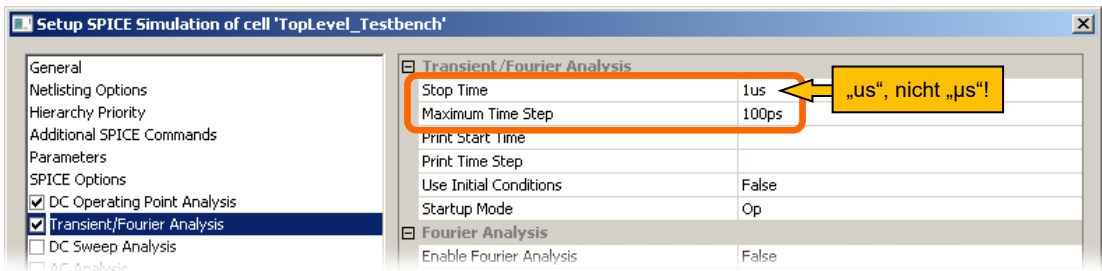 Setup SPICE Simulation of cell 'TopLevel_Testbench'
General
Netlisting Options
Hierarchy Priority
Additional SPICE Commands
Parameters
SPICE Options
DC Operating Point Analysis
Transient/Fourier Analysis
DC Sweep Analysis
AC Analysis
Transient/Fourier Analysis
Stop Time 1us
Maximum Time Step 100ps
Print Start Time
Print Time Step
Use Initial Conditions False
Startup Mode Op
Fourier Analysis
Enable Fourier Analysis False
„us“, nicht „µs“!